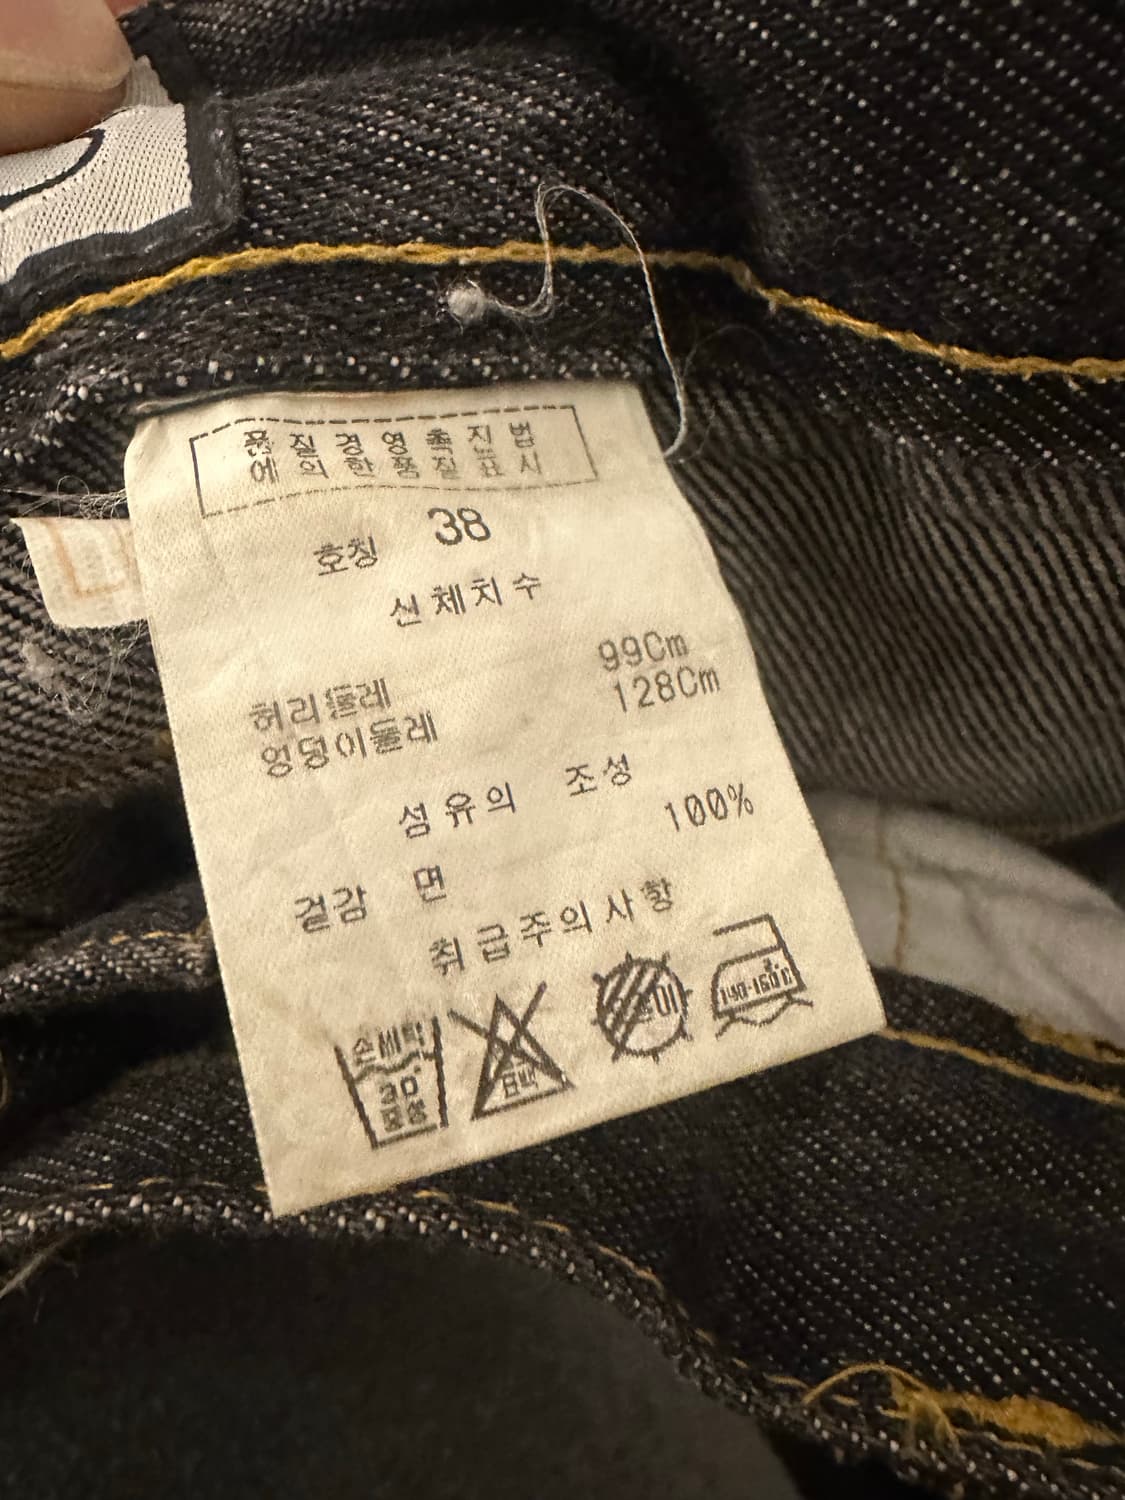 품질경영촉진법
에의한품질표시
호칭 38
신체치수
허리둘레 99Cm
엉덩이둘레 128Cm
섬유의 조성
겉감 면 100%
취급주의사항
손세탁
표백
140-160℃